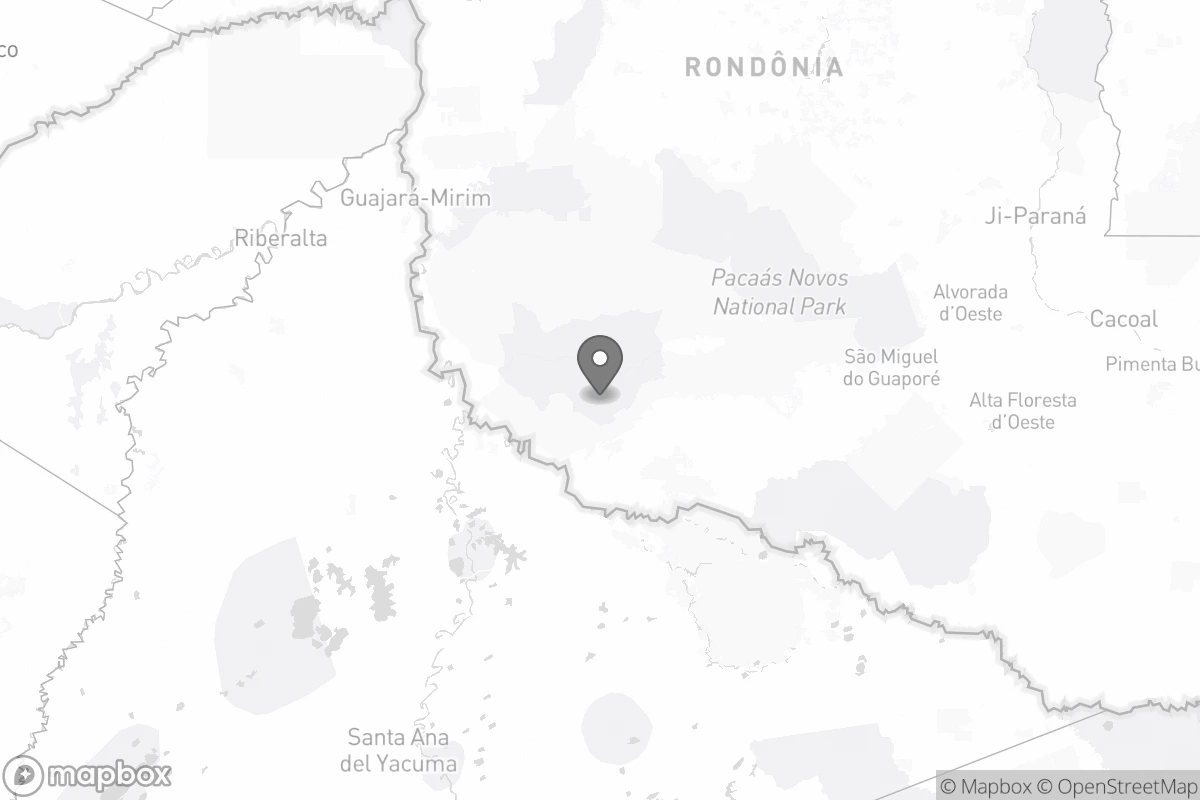 RONDÔNIA
co
Guajará-Mirim
Ji-Paraná
Riberalta
Pacaás Novos
National Park
Alvorada
d'Oeste
Cacoal
São Miguel
do Guaporé
Pimenta Bu
Alta Floresta
d'Oeste
Santa Ana
del Yacuma
mapbox
© Mapbox © OpenStreetMap